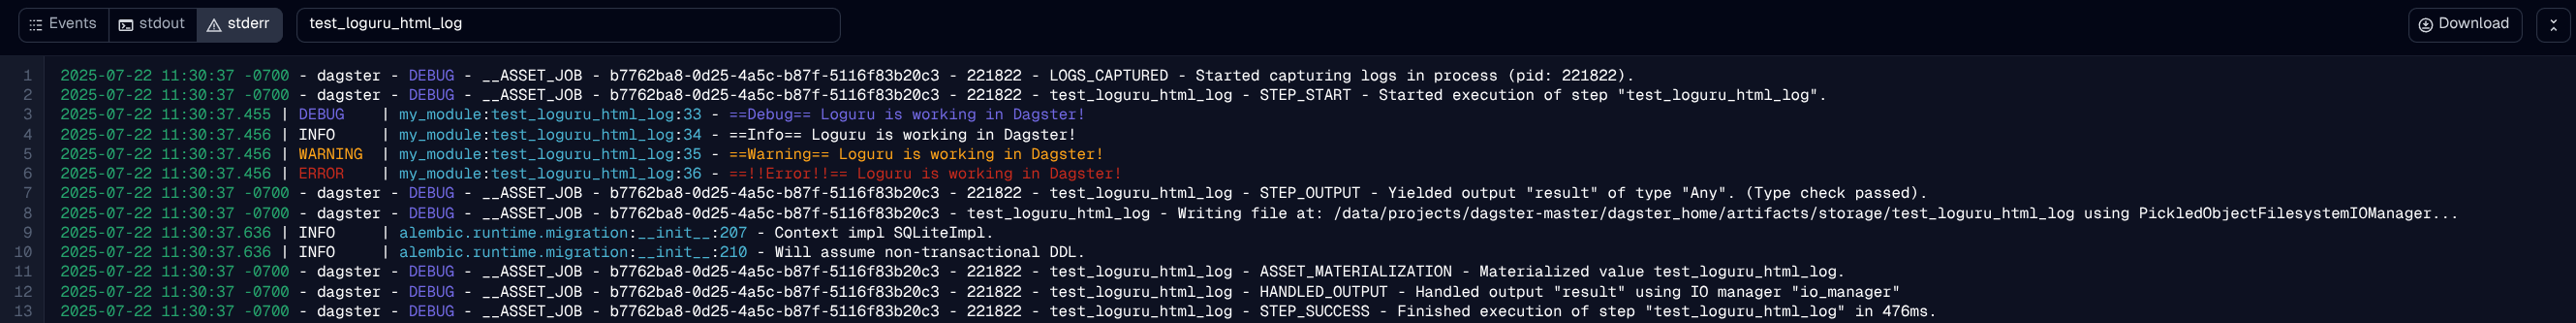 Events stdout stderr test_loguru_html_log Download
1 2025-07-22 11:30:37 -0700 - dagster - DEBUG - __ASSET_JOB - b7762ba8-0d25-4a5c-b87f-5116f83b20c3 - 221822 - LOGS_CAPTURED - Started capturing logs in process (pid: 221822).
2 2025-07-22 11:30:37 -0700 - dagster - DEBUG - __ASSET_JOB - b7762ba8-0d25-4a5c-b87f-5116f83b20c3 - 221822 - test_loguru_html_log - STEP_START - Started execution of step "test_loguru_html_log".
3 2025-07-22 11:30:37.455 | DEBUG    | my_module:test_loguru_html_log:33 - ==Debug== Loguru is working in Dagster!
4 2025-07-22 11:30:37.456 | INFO     | my_module:test_loguru_html_log:34 - ==Info== Loguru is working in Dagster!
5 2025-07-22 11:30:37.456 | WARNING  | my_module:test_loguru_html_log:35 - ==Warning== Loguru is working in Dagster!
6 2025-07-22 11:30:37.456 | ERROR    | my_module:test_loguru_html_log:36 - ==!!Error!!== Loguru is working in Dagster!
7 2025-07-22 11:30:37 -0700 - dagster - DEBUG - __ASSET_JOB - b7762ba8-0d25-4a5c-b87f-5116f83b20c3 - 221822 - test_loguru_html_log - STEP_OUTPUT - Yielded output "result" of type "Any". (Type check passed).
8 2025-07-22 11:30:37 -0700 - dagster - DEBUG - __ASSET_JOB - b7762ba8-0d25-4a5c-b87f-5116f83b20c3 - test_loguru_html_log - Writing file at: /data/projects/dagster-master/dagster_home/artifacts/storage/test_loguru_html_log using PickledObjectFilesystemIOManager...
9 2025-07-22 11:30:37.636 | INFO     | alembic.runtime.migration:__init__:207 - Context impl SQLiteImpl.
10 2025-07-22 11:30:37.636 | INFO     | alembic.runtime.migration:__init__:210 - Will assume non-transactional DDL.
11 2025-07-22 11:30:37 -0700 - dagster - DEBUG - __ASSET_JOB - b7762ba8-0d25-4a5c-b87f-5116f83b20c3 - 221822 - test_loguru_html_log - ASSET_MATERIALIZATION - Materialized value test_loguru_html_log.
12 2025-07-22 11:30:37 -0700 - dagster - DEBUG - __ASSET_JOB - b7762ba8-0d25-4a5c-b87f-5116f83b20c3 - 221822 - test_loguru_html_log - HANDLED_OUTPUT - Handled output "result" using IO manager "io_manager"
13 2025-07-22 11:30:37 -0700 - dagster - DEBUG - __ASSET_JOB - b7762ba8-0d25-4a5c-b87f-5116f83b20c3 - 221822 - test_loguru_html_log - STEP_SUCCESS - Finished execution of step "test_loguru_html_log" in 476ms.